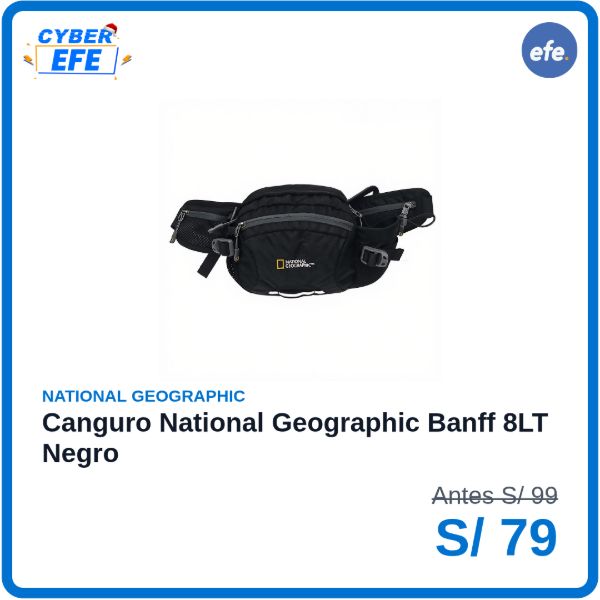 CYBER
EFE
efe.
NATIONAL
GEOGRAPHIC
NATIONAL GEOGRAPHIC
Canguro National Geographic Banff 8LT
Negro
Antes S/ 99
S/ 79